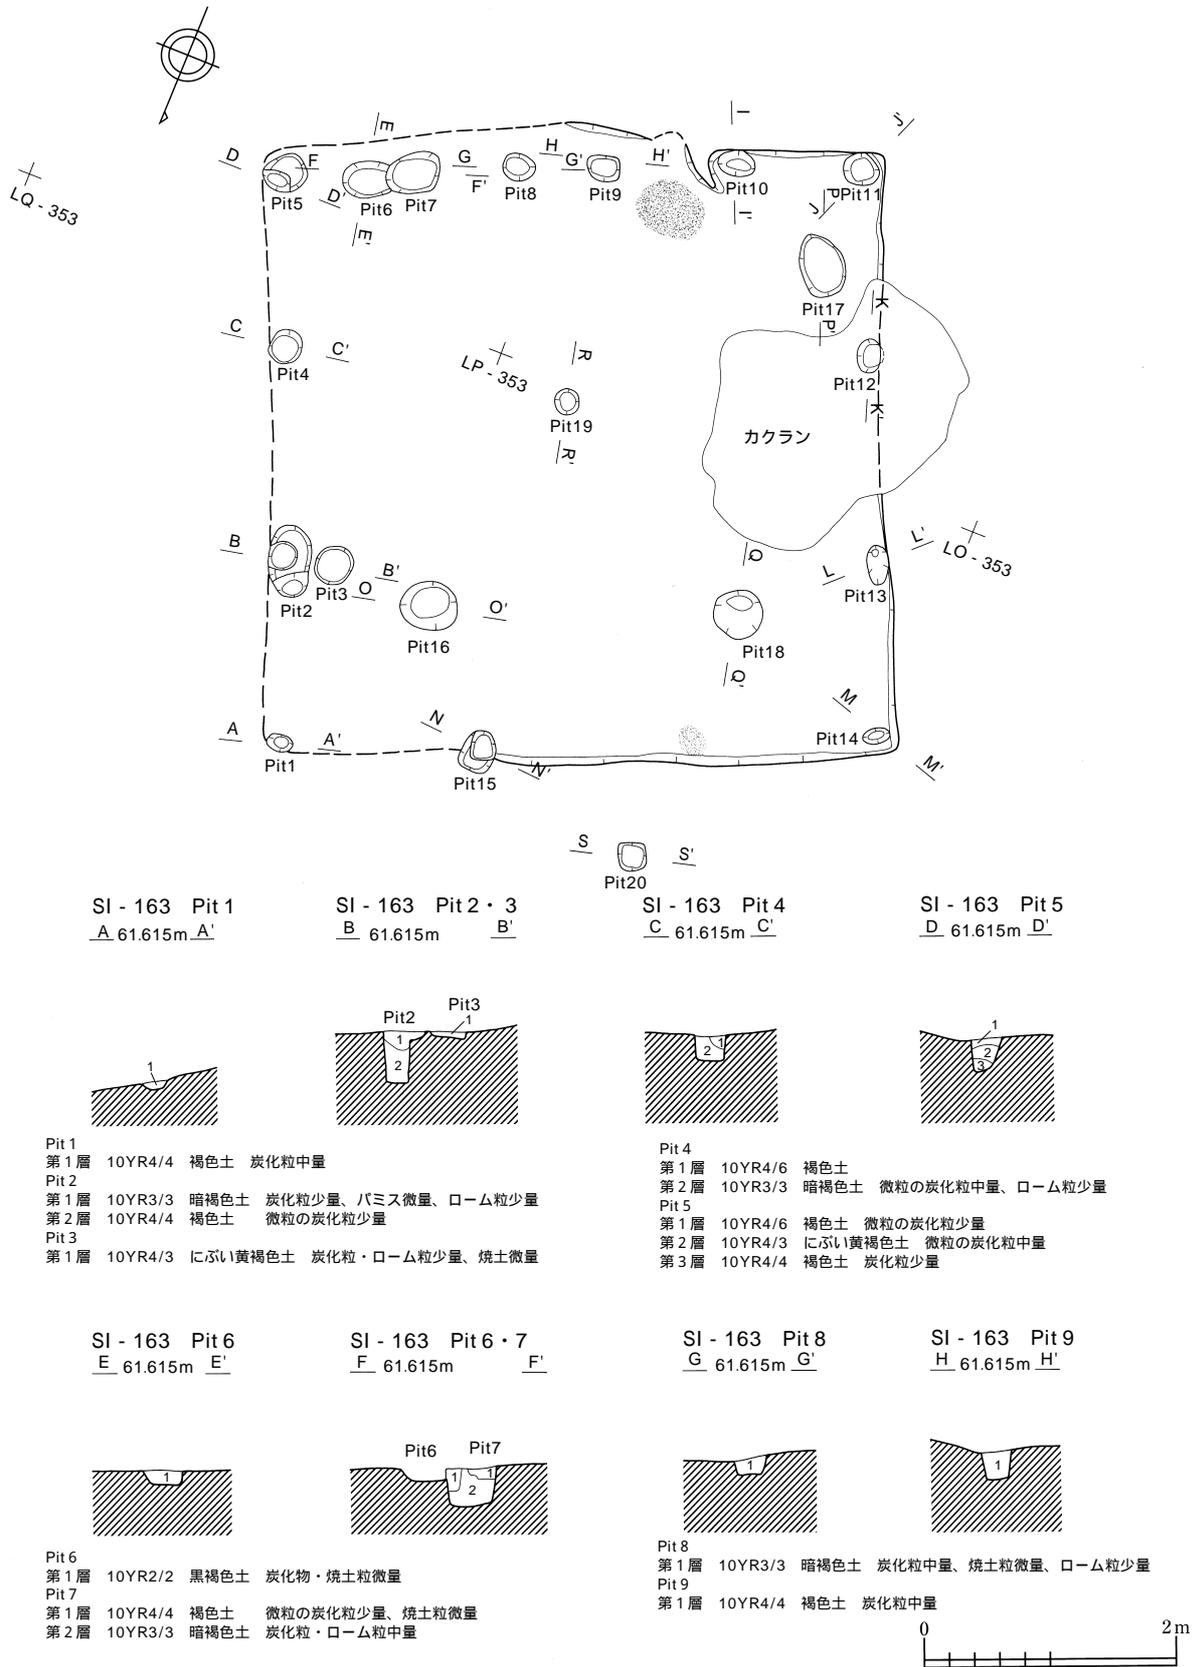 E
I
J'
D
F
G
H
H'
G'
F'
D'
E'
I'
J
P
Pit5
Pit6
Pit7
Pit8
Pit9
Pit10
Pit11
LQ - 353
Pit17
P'
K
C
C'
Pit4
LP - 353
R
Pit19
R'
Pit12
K'
カクラン
B
B'
Pit2
Pit3
O
O'
Pit16
Q
L
L'
LO - 353
Pit13
Pit18
Q'
A
A'
Pit1
N
N'
Pit15
M
Pit14
M'
S
S'
Pit20
SI - 163 Pit 1
A 61.615m A'
1
SI - 163 Pit 2・3
B 61.615m B'
Pit2
Pit3
1
1
2
SI - 163 Pit 4
C 61.615m C'
2 1
SI - 163 Pit 5
D 61.615m D'
1
2
3
Pit 1
第1層 10YR4/4 褐色土 炭化粒中量
Pit 2
第1層 10YR3/3 暗褐色土 炭化粒少量、パミス微量、ローム粒少量
第2層 10YR4/4 褐色土 微粒の炭化粒少量
Pit 3
第1層 10YR4/3 にぶい黄褐色土 炭化粒・ローム粒少量、焼土微量
Pit 4
第1層 10YR4/6 褐色土
第2層 10YR3/3 暗褐色土 微粒の炭化粒中量、ローム粒少量
Pit 5
第1層 10YR4/6 褐色土 微粒の炭化粒少量
第2層 10YR4/3 にぶい黄褐色土 微粒の炭化粒中量
第3層 10YR4/4 褐色土 炭化粒少量
SI - 163 Pit 6
E 61.615m E'
1
SI - 163 Pit 6・7
F 61.615m F'
Pit6
Pit7
1 1
2
SI - 163 Pit 8
G 61.615m G'
1
SI - 163 Pit 9
H 61.615m H'
1
Pit 6
第1層 10YR2/2 黒褐色土 炭化物・焼土粒微量
Pit 7
第1層 10YR4/4 褐色土 微粒の炭化粒少量、焼土粒微量
第2層 10YR3/3 暗褐色土 炭化粒・ローム粒中量
Pit 8
第1層 10YR3/3 暗褐色土 炭化粒中量、焼土粒微量、ローム粒少量
Pit 9
第1層 10YR4/4 褐色土 炭化粒中量
0 2 m